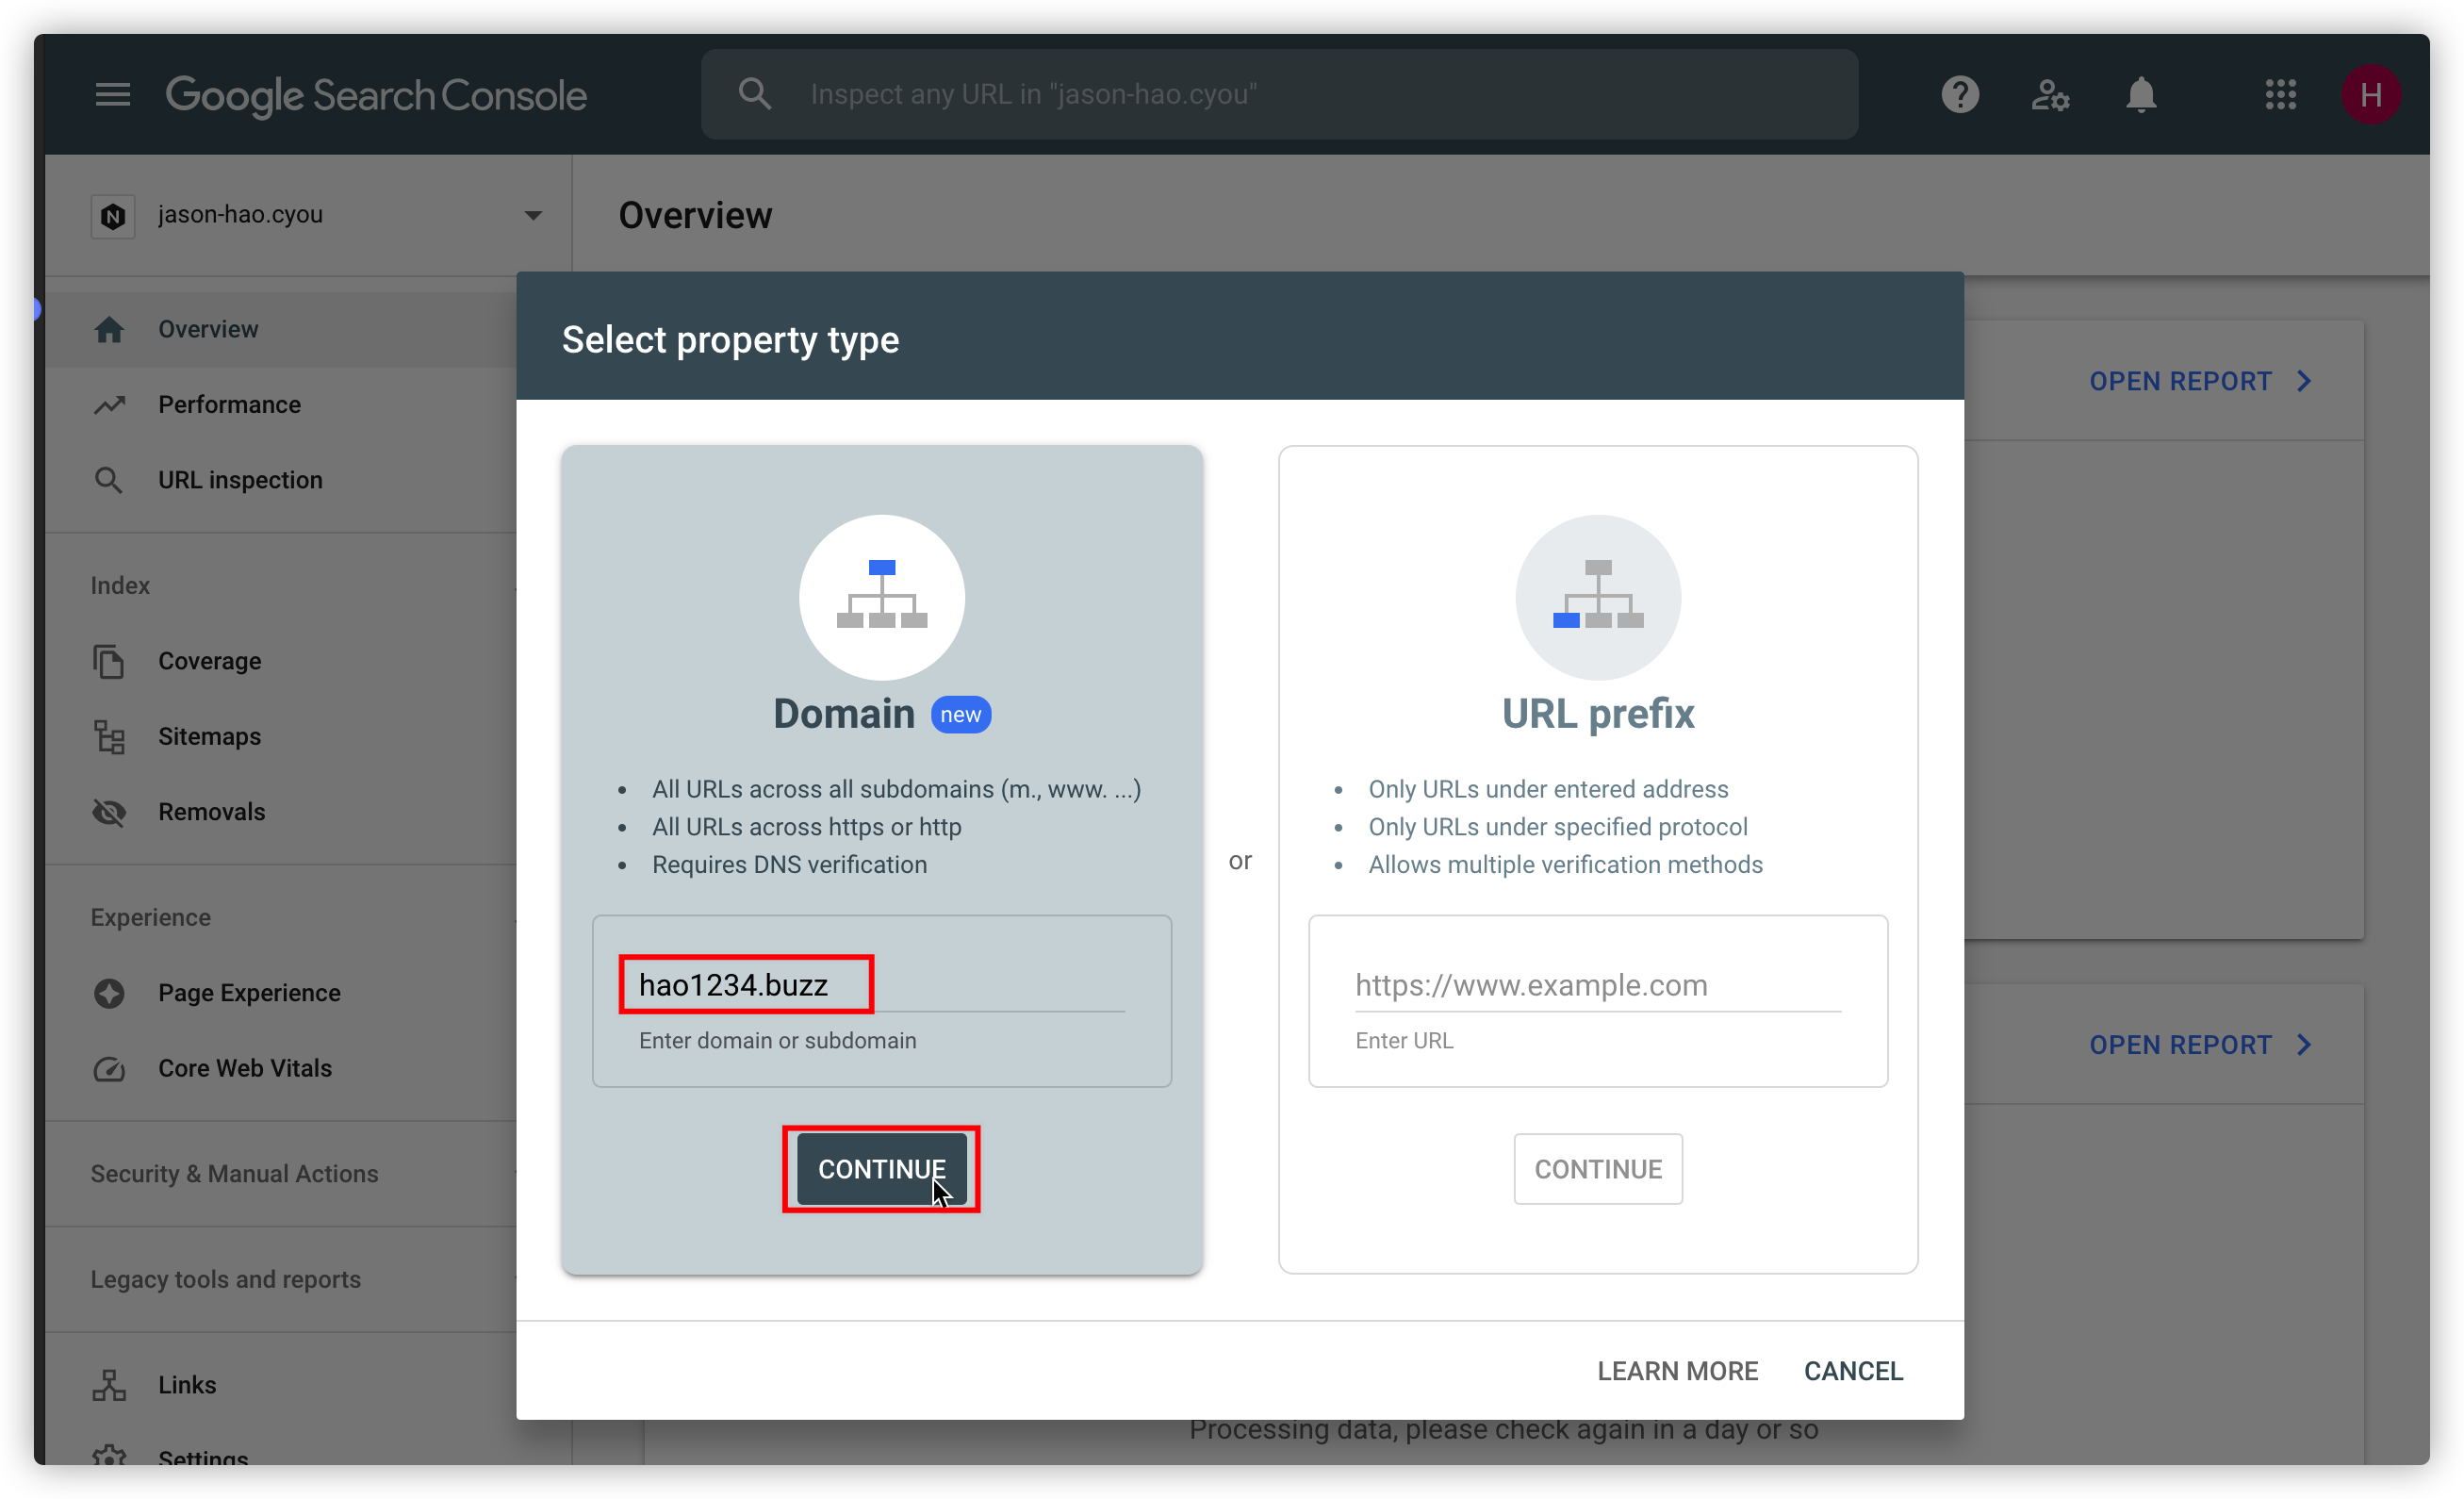 Google Search Console
Inspect any URL in "jason-hao.cyou"
H
N
jason-hao.cyou
Overview
Overview
Performance
URL inspection
Index
Coverage
Sitemaps
Removals
Experience
Page Experience
Core Web Vitals
Security & Manual Actions
Legacy tools and reports
Links
Settings
OPEN REPORT
OPEN REPORT
Processing data, please check again in a day or so
Select property type
Domain new
All URLs across all subdomains (m., www. ...)
All URLs across https or http
Requires DNS verification
hao1234.buzz
Enter domain or subdomain
CONTINUE
or
URL prefix
Only URLs under entered address
Only URLs under specified protocol
Allows multiple verification methods
https://www.example.com
Enter URL
CONTINUE
LEARN MORE
CANCEL